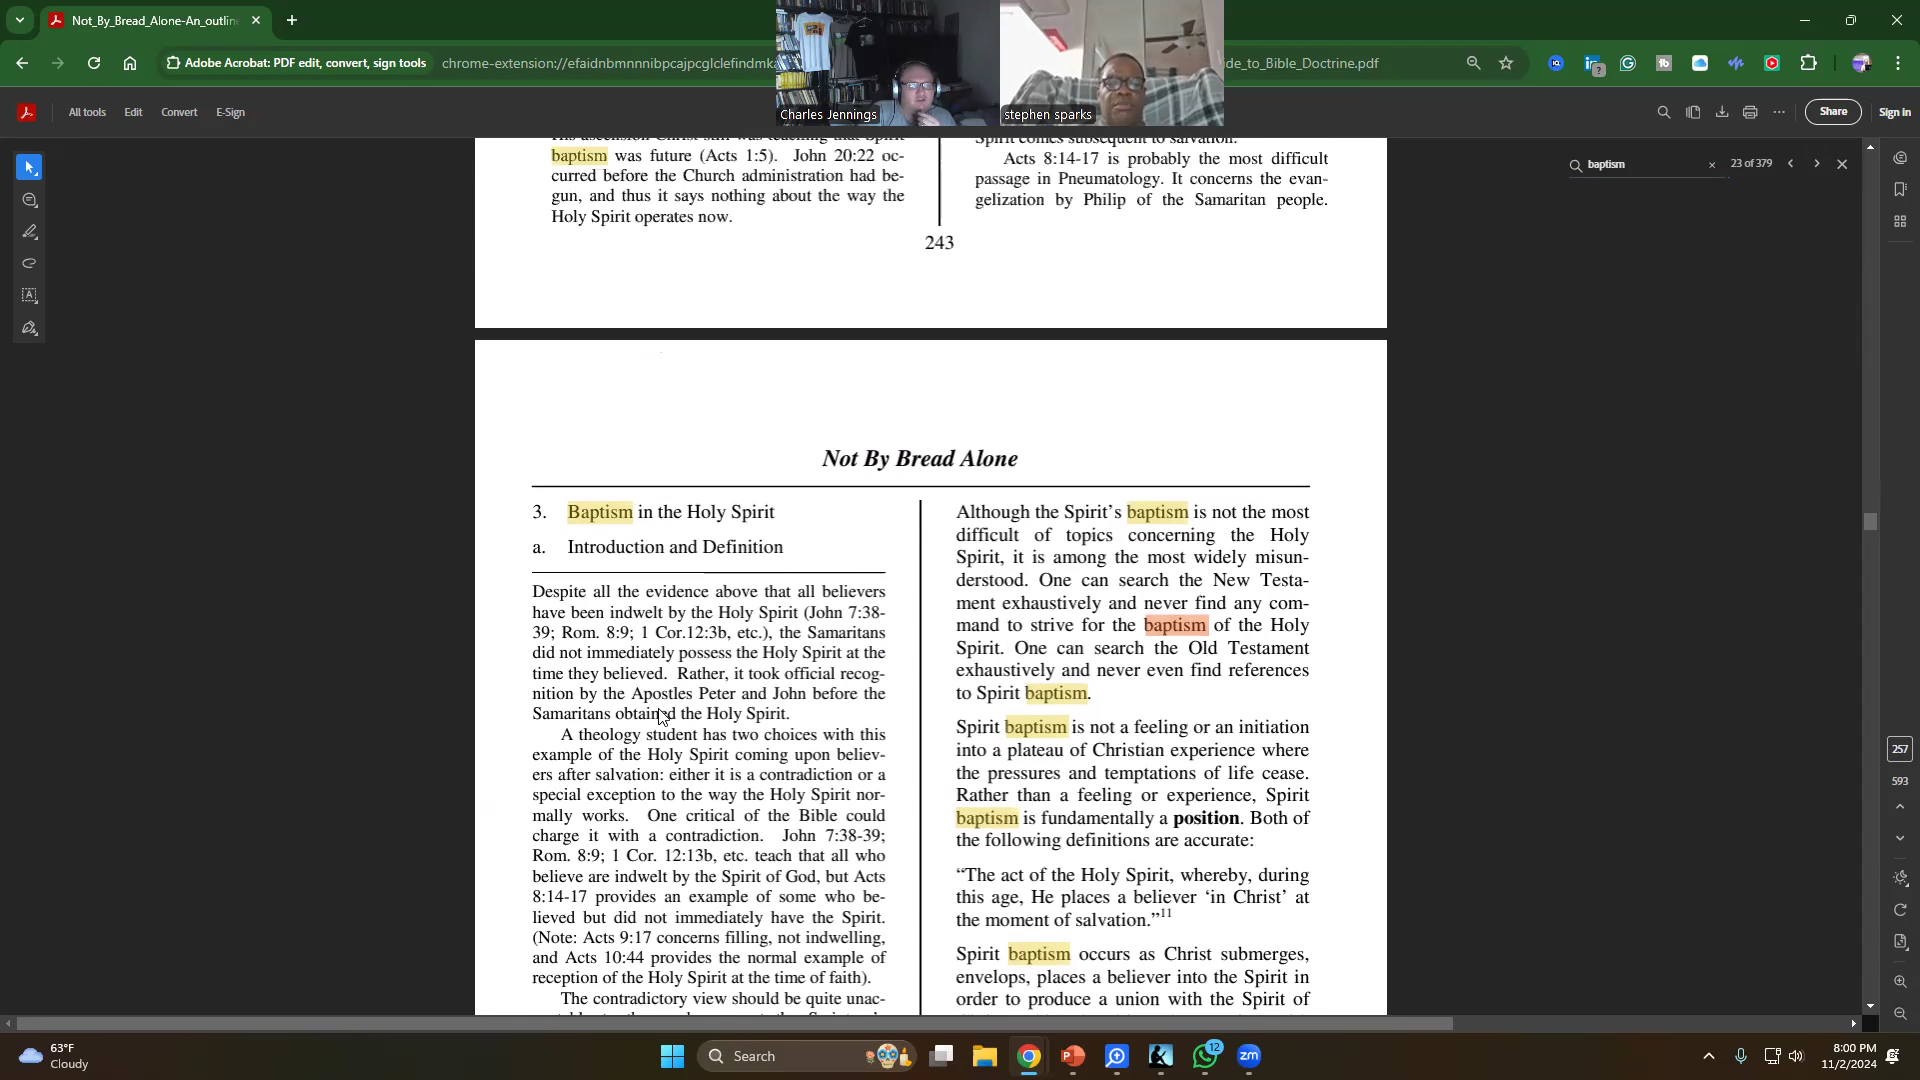 Not_By_Bread_Alone-An_outlin
Adobe Acrobat: PDF edit, convert, sign tools
chrome-extension://efaidnbmnnnibpcajpcglclefindmka
de_to_Bible_Doctrine.pdf
Charles Jennings
stephen sparks
All tools
Edit
Convert
E-Sign
Share
Sign in
baptism
23 of 379
His ascension Christ still was teaching that Spirit
baptism was future (Acts 1:5). John 20:22 oc-
curred before the Church administration had be-
gun, and thus it says nothing about the way the
Holy Spirit operates now.
Spirit comes subsequent to salvation.
Acts 8:14-17 is probably the most difficult
passage in Pneumatology. It concerns the evan-
gelization by Philip of the Samaritan people.
243
Not By Bread Alone
3. Baptism in the Holy Spirit
a. Introduction and Definition
Despite all the evidence above that all believers
have been indwelt by the Holy Spirit (John 7:38-
39; Rom. 8:9; 1 Cor.12:3b, etc.), the Samaritans
did not immediately possess the Holy Spirit at the
time they believed. Rather, it took official recog-
nition by the Apostles Peter and John before the
Samaritans obtained the Holy Spirit.
A theology student has two choices with this
example of the Holy Spirit coming upon believ-
ers after salvation: either it is a contradiction or a
special exception to the way the Holy Spirit nor-
mally works. One critical of the Bible could
charge it with a contradiction. John 7:38-39;
Rom. 8:9; 1 Cor. 12:13b, etc. teach that all who
believe are indwelt by the Spirit of God, but Acts
8:14-17 provides an example of some who be-
lieved but did not immediately have the Spirit.
(Note: Acts 9:17 concerns filling, not indwelling,
and Acts 10:44 provides the normal example of
reception of the Holy Spirit at the time of faith).
The contradictory view should be quite unac-
Although the Spirit’s baptism is not the most
difficult of topics concerning the Holy
Spirit, it is among the most widely misun-
derstood. One can search the New Testa-
ment exhaustively and never find any com-
mand to strive for the baptism of the Holy
Spirit. One can search the Old Testament
exhaustively and never even find references
to Spirit baptism.
Spirit baptism is not a feeling or an initiation
into a plateau of Christian experience where
the pressures and temptations of life cease.
Rather than a feeling or experience, Spirit
baptism is fundamentally a position. Both of
the following definitions are accurate:
“The act of the Holy Spirit, whereby, during
this age, He places a believer ‘in Christ’ at
the moment of salvation.”11
Spirit baptism occurs as Christ submerges,
envelops, places a believer into the Spirit in
order to produce a union with the Spirit of
257
593
63°F
Cloudy
Search
12
zm
8:00 PM
11/2/2024